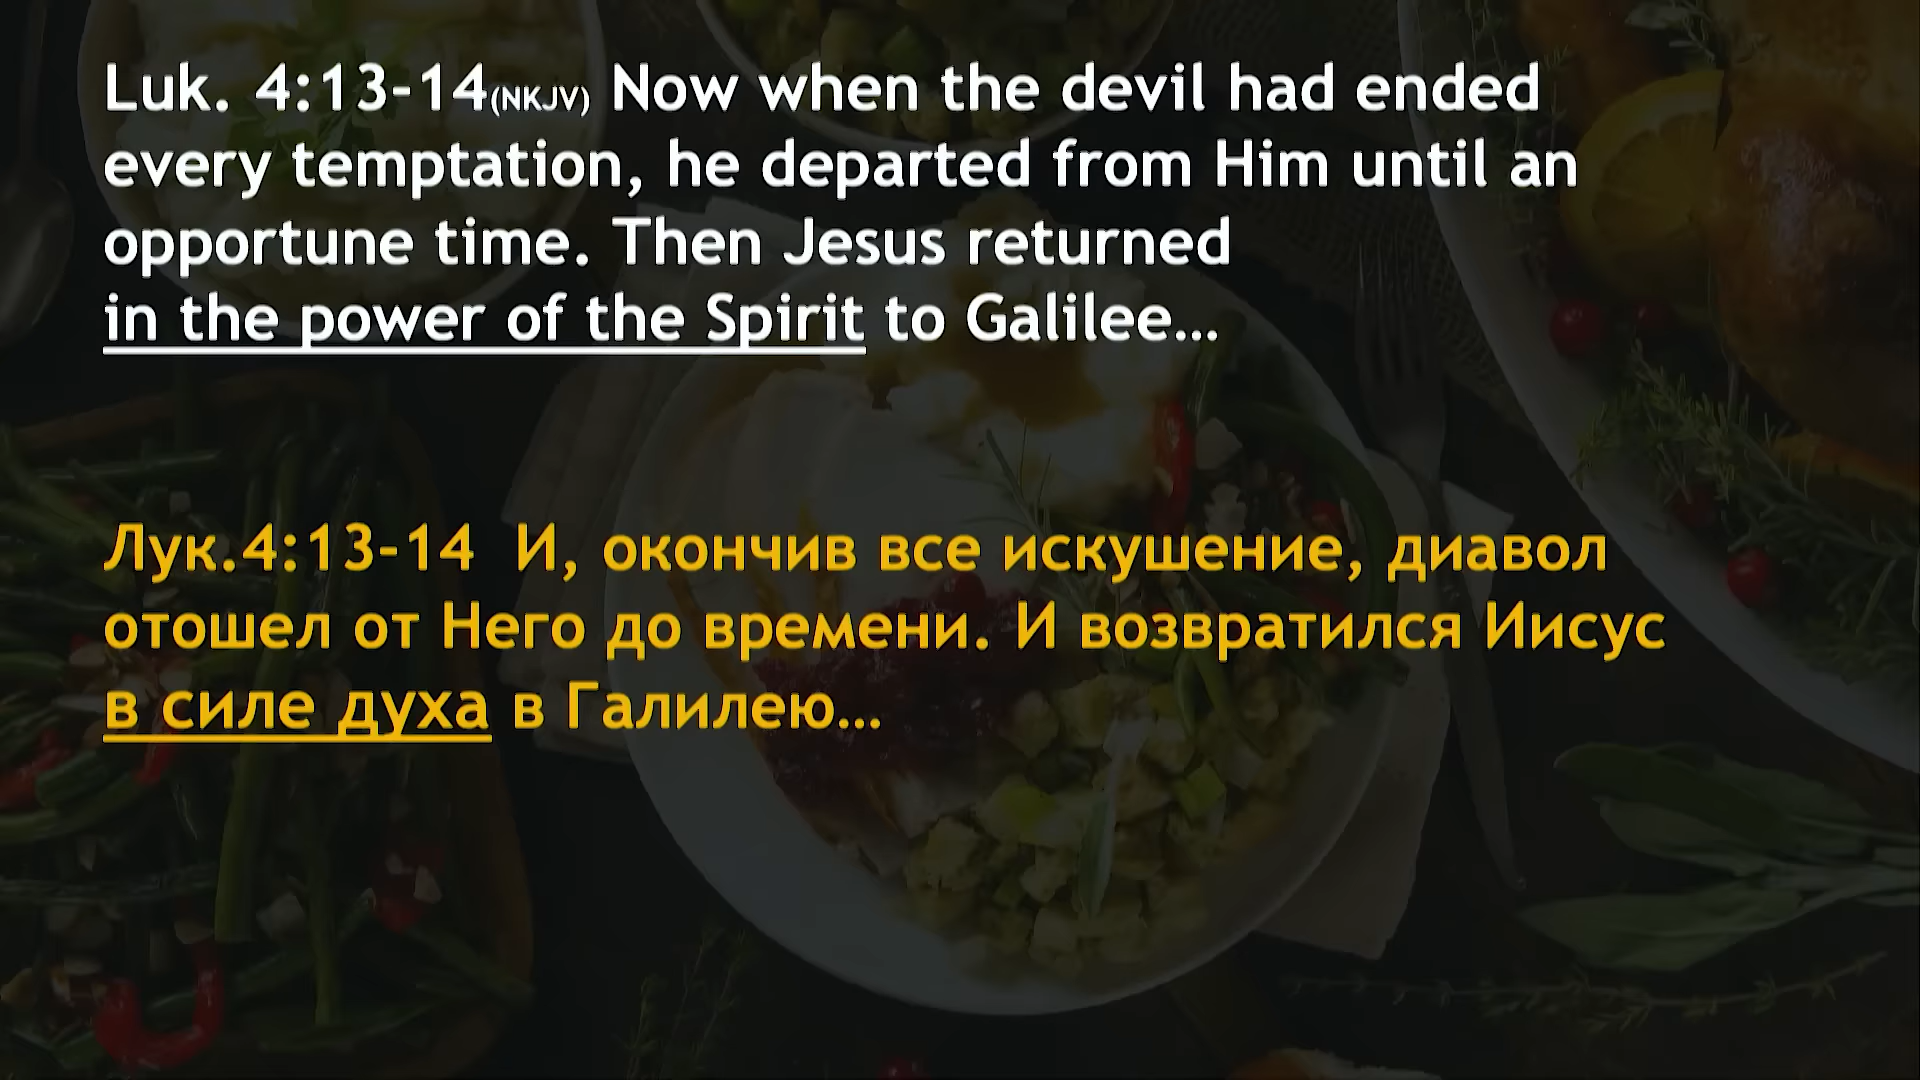 Luk. 4:13-14(NKJV) Now when the devil had ended
every temptation, he departed from Him until an
opportune time. Then Jesus returned
in the power of the Spirit to Galilee...
Лук.4:13-14 И, окончив все искушение, диавол
отошел от Него до времени. И возвратился Иисус
в силе духа в Галилею...